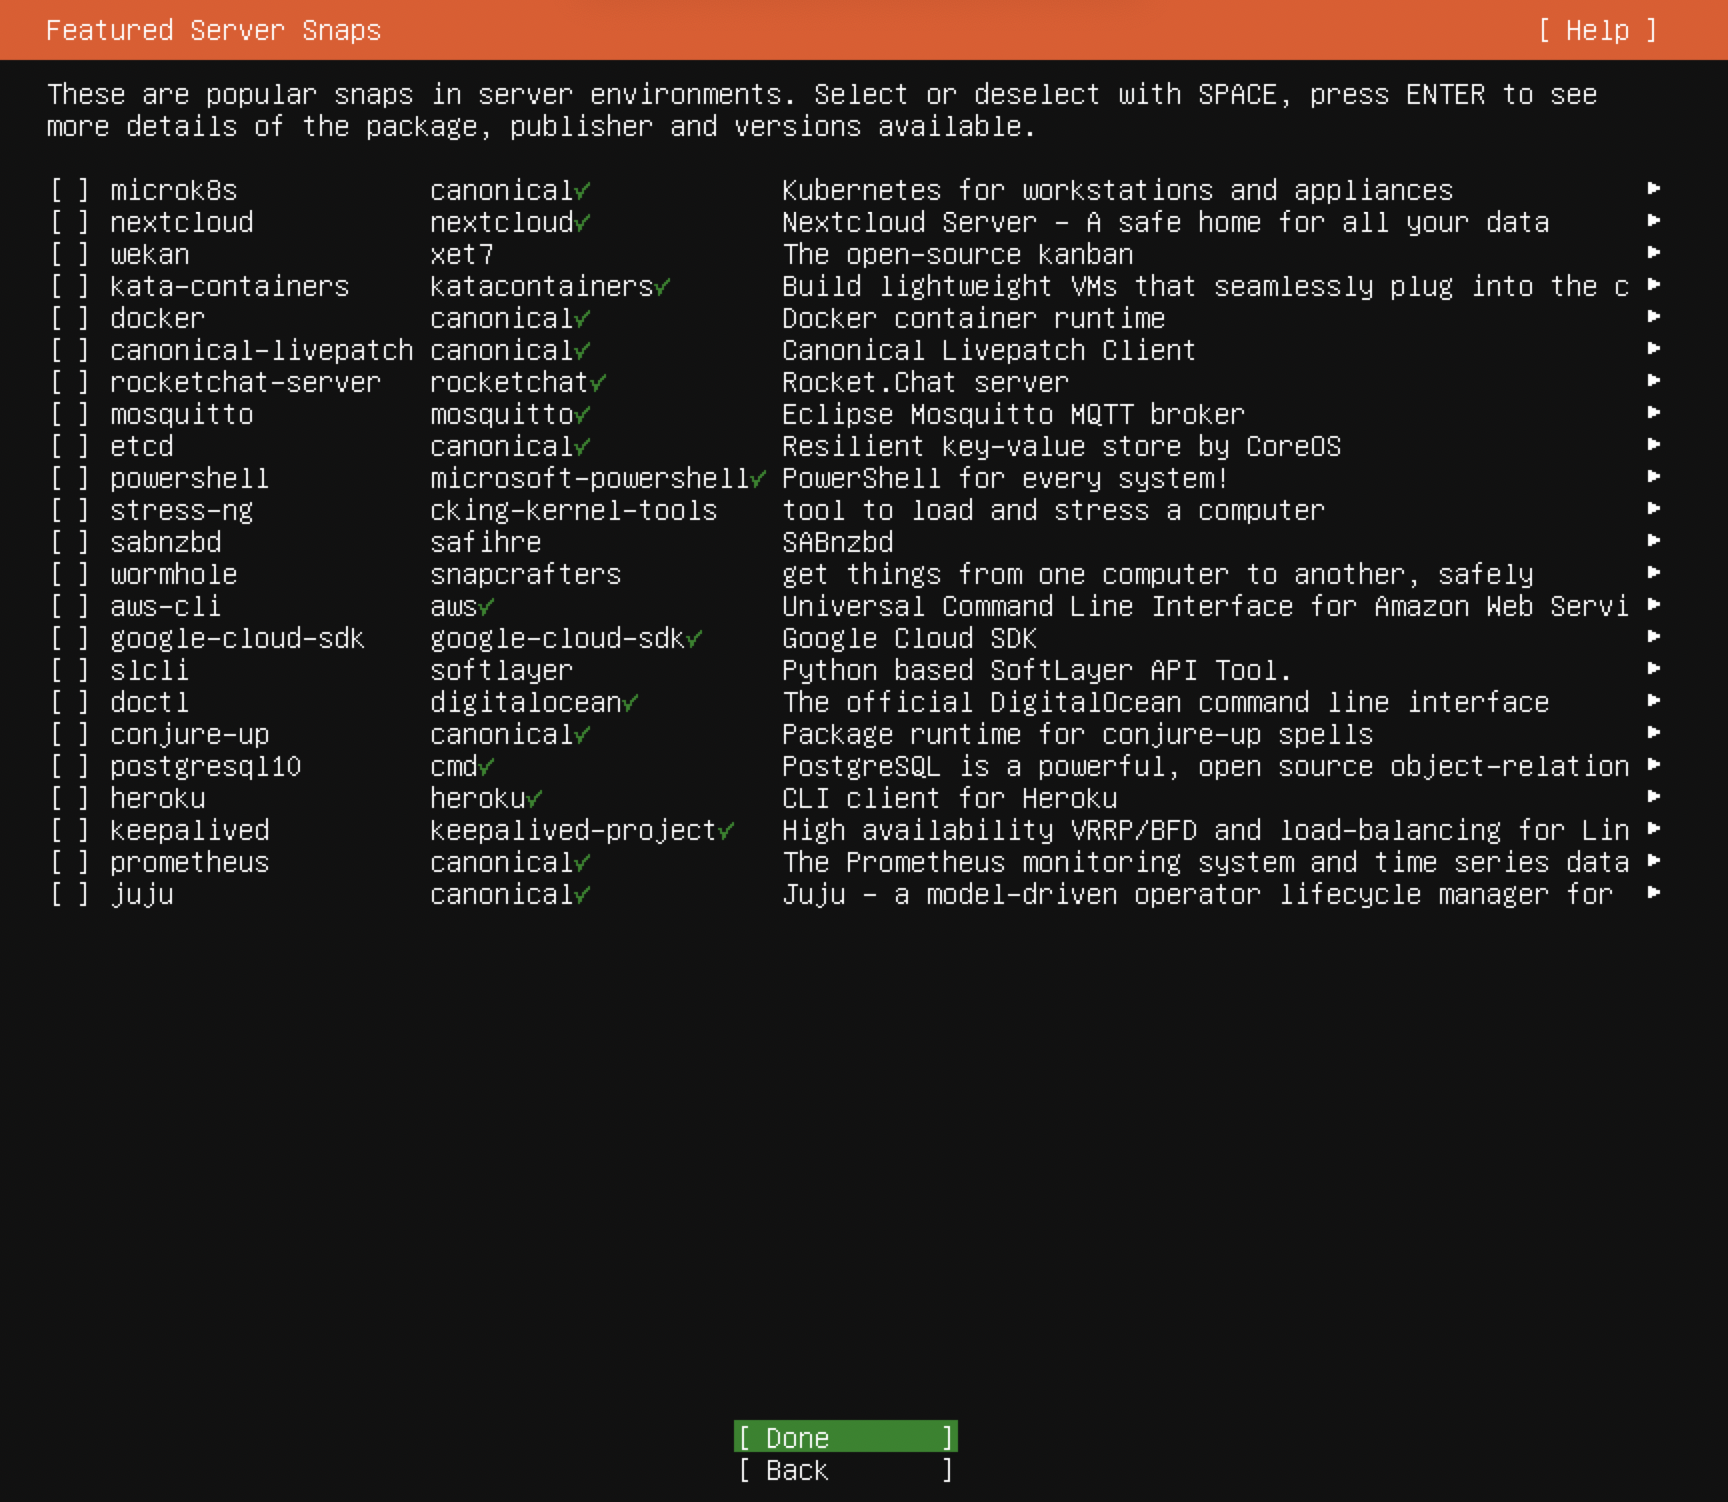 Featured Server Snaps [ Help ]
These are popular snaps in server environments. Select or deselect with SPACE, press ENTER to see
more details of the package, publisher and versions available.
[ ] microk8s canonical✓ Kubernetes for workstations and appliances ►
[ ] nextcloud nextcloud✓ Nextcloud Server - A safe home for all your data ►
[ ] wekan xet7 The open-source kanban ►
[ ] kata-containers katacontainers✓ Build lightweight VMs that seamlessly plug into the c ►
[ ] docker canonical✓ Docker container runtime ►
[ ] canonical-livepatch canonical✓ Canonical Livepatch Client ►
[ ] rocketchat-server rocketchat✓ Rocket.Chat server ►
[ ] mosquitto mosquitto✓ Eclipse Mosquitto MQTT broker ►
[ ] etcd canonical✓ Resilient key-value store by CoreOS ►
[ ] powershell microsoft-powershell✓ PowerShell for every system! ►
[ ] stress-ng cking-kernel-tools tool to load and stress a computer ►
[ ] sabnzbd safihre SABnzbd ►
[ ] wormhole snapcrafters get things from one computer to another, safely ►
[ ] aws-cli aws✓ Universal Command Line Interface for Amazon Web Servi ►
[ ] google-cloud-sdk google-cloud-sdk✓ Google Cloud SDK ►
[ ] slcli softlayer Python based SoftLayer API Tool. ►
[ ] doctl digitalocean✓ The official DigitalOcean command line interface ►
[ ] conjure-up canonical✓ Package runtime for conjure-up spells ►
[ ] postgresql10 cmd✓ PostgreSQL is a powerful, open source object-relation ►
[ ] heroku heroku✓ CLI client for Heroku ►
[ ] keepalived keepalived-project✓ High availability VRRP/BFD and load-balancing for Lin ►
[ ] prometheus canonical✓ The Prometheus monitoring system and time series data ►
[ ] juju canonical✓ Juju - a model-driven operator lifecycle manager for ►
[ Done ]
[ Back ]